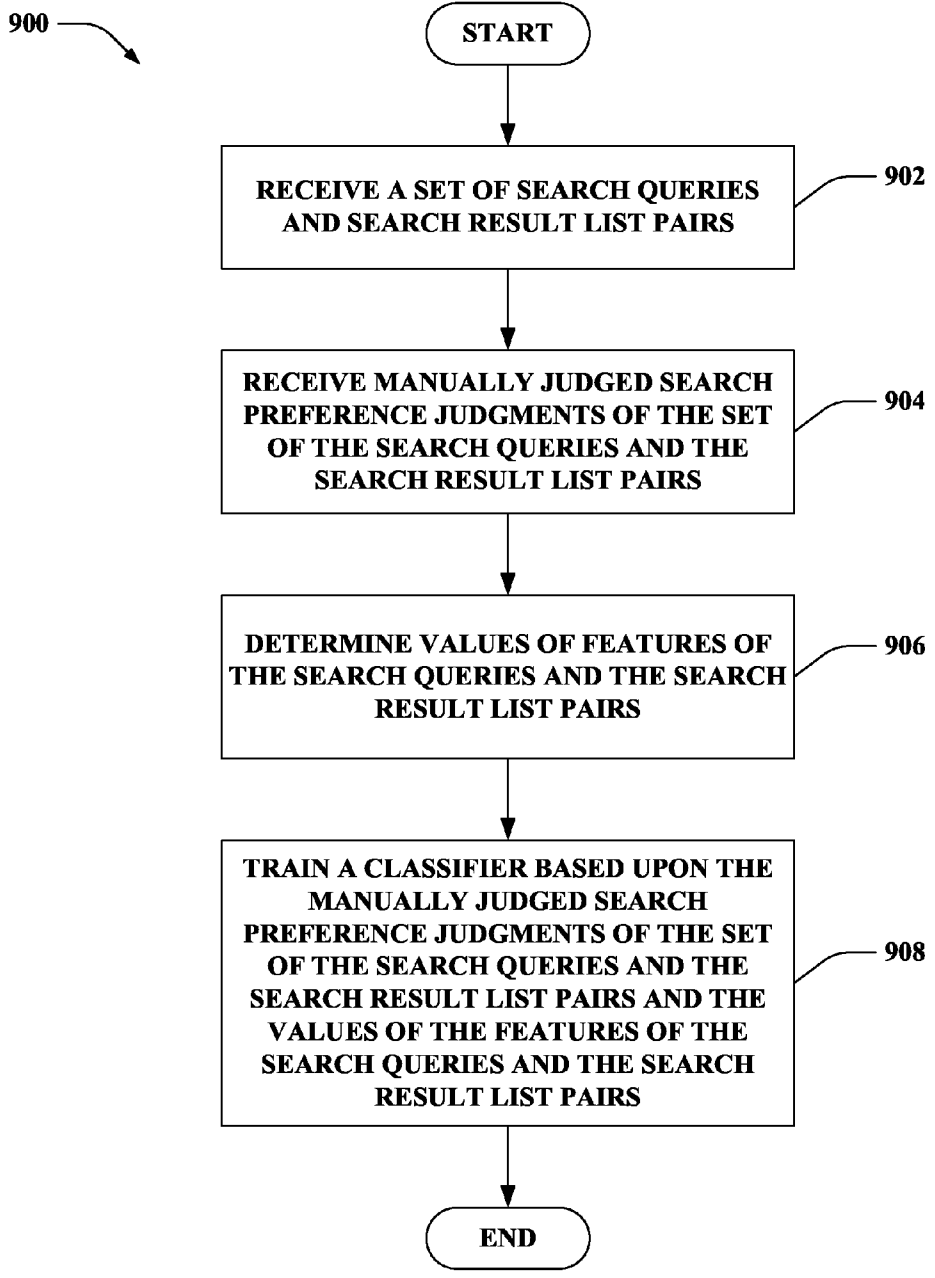 900
START
RECEIVE A SET OF SEARCH QUERIES
AND SEARCH RESULT LIST PAIRS
902
RECEIVE MANUALLY JUDGED SEARCH
PREFERENCE JUDGMENTS OF THE SET
OF THE SEARCH QUERIES AND THE
SEARCH RESULT LIST PAIRS
904
DETERMINE VALUES OF FEATURES OF
THE SEARCH QUERIES AND THE SEARCH
RESULT LIST PAIRS
906
TRAIN A CLASSIFIER BASED UPON THE
MANUALLY JUDGED SEARCH
PREFERENCE JUDGMENTS OF THE SET
OF THE SEARCH QUERIES AND THE
SEARCH RESULT LIST PAIRS AND THE
VALUES OF THE FEATURES OF THE
SEARCH QUERIES AND THE SEARCH
RESULT LIST PAIRS
908
END